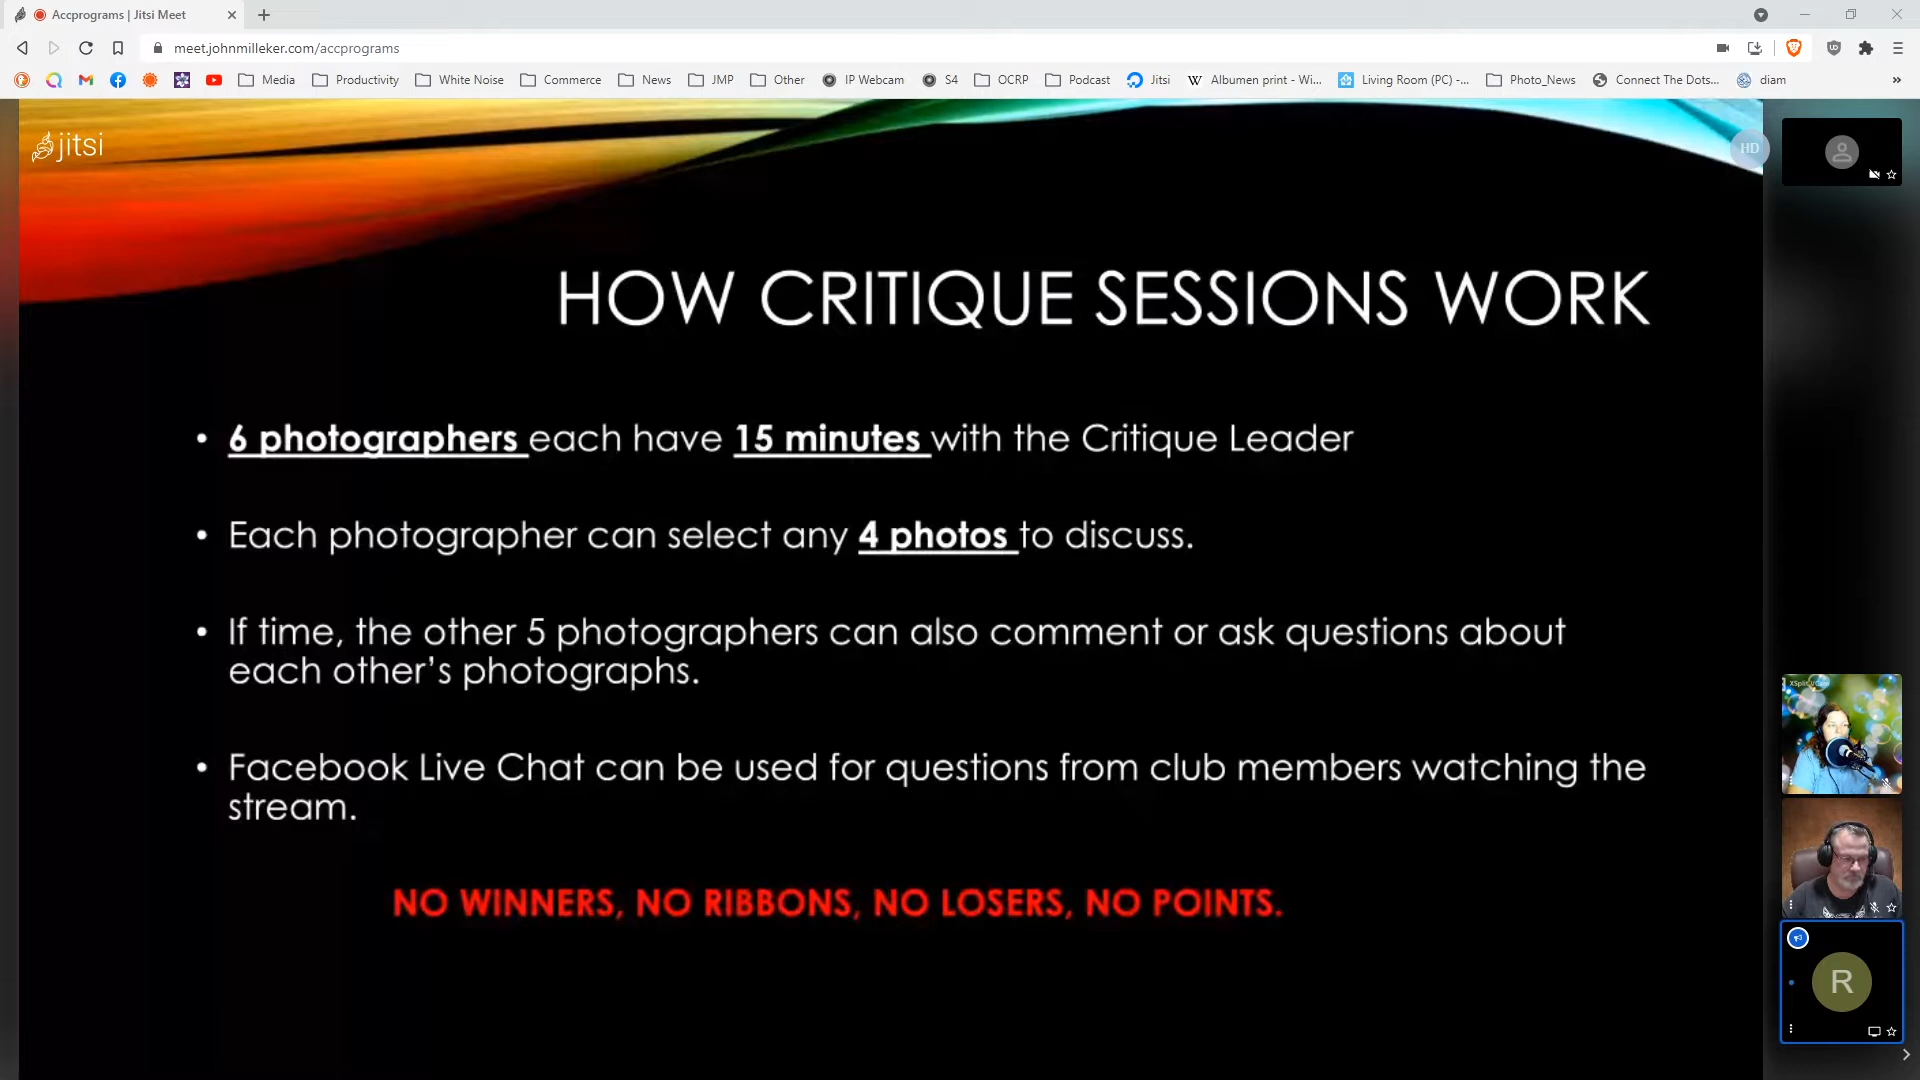 Accprograms | Jitsi Meet
meet.johnmilleker.com/accprograms
Media Productivity White Noise Commerce News JMP Other IP Webcam S4 OCRP Podcast Jitsi Albumen print - Wi... Living Room (PC) -... Photo_News Connect The Dots... diam
jitsi
HD
HOW CRITIQUE SESSIONS WORK
• 6 photographers each have 15 minutes with the Critique Leader
• Each photographer can select any 4 photos to discuss.
• If time, the other 5 photographers can also comment or ask questions about
each other’s photographs.
• Facebook Live Chat can be used for questions from club members watching the
stream.
NO WINNERS, NO RIBBONS, NO LOSERS, NO POINTS.
XSplit VCam
R